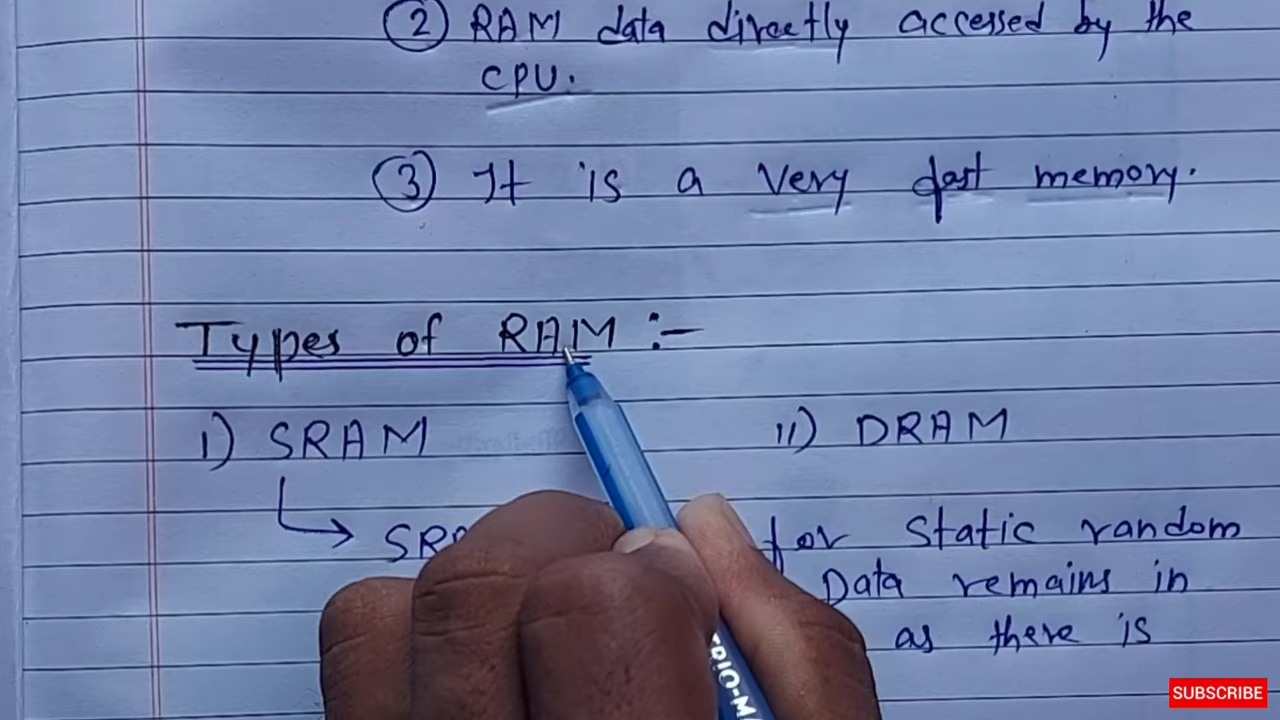 ② RAM data directly accessed by the
CPU.
③ It is a very fast memory.
Types of RAM :-
i) SRAM ii) DRAM
for Static random
Data remains in
as there is
SUBSCRIBE